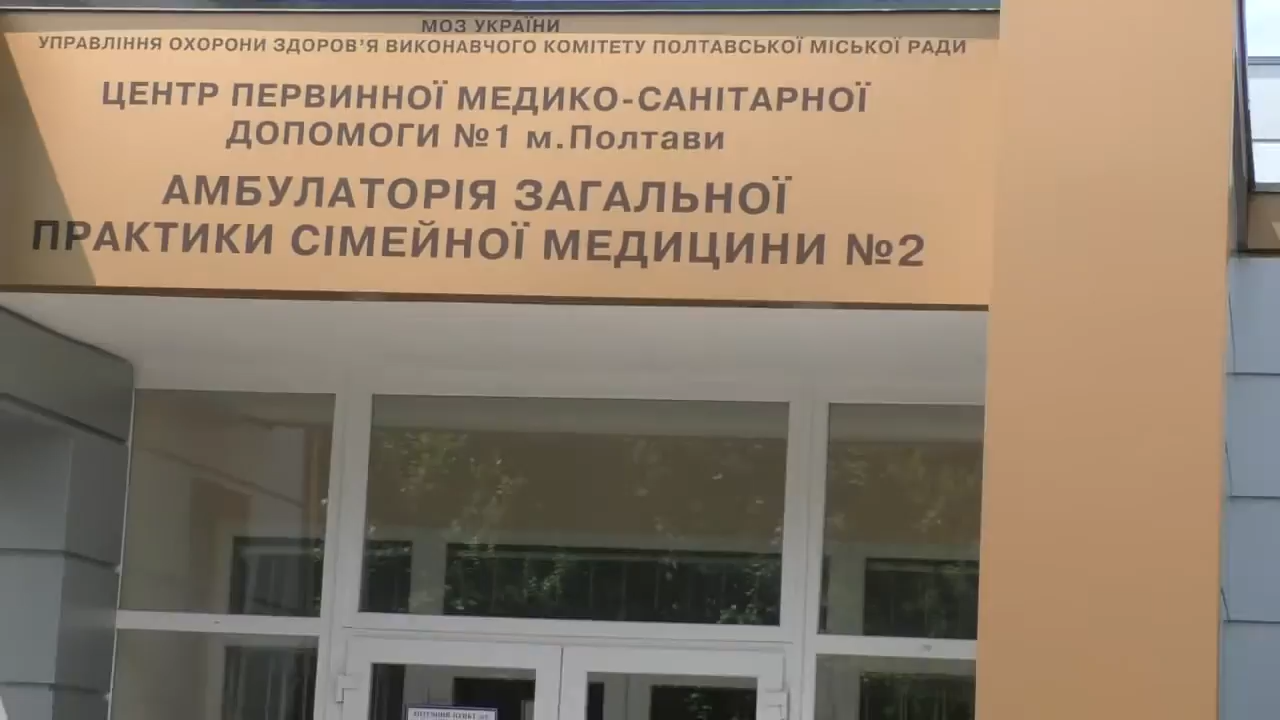 МОЗ УКРАЇНИ
УПРАВЛІННЯ ОХОРОНИ ЗДОРОВ'Я ВИКОНАВЧОГО КОМІТЕТУ ПОЛТАВСЬКОЇ МІСЬКОЇ РАДИ
ЦЕНТР ПЕРВИННОЇ МЕДИКО-САНІТАРНОЇ
ДОПОМОГИ №1 м.Полтави
АМБУЛАТОРІЯ ЗАГАЛЬНОЇ
ПРАКТИКИ СІМЕЙНОЇ МЕДИЦИНИ №2